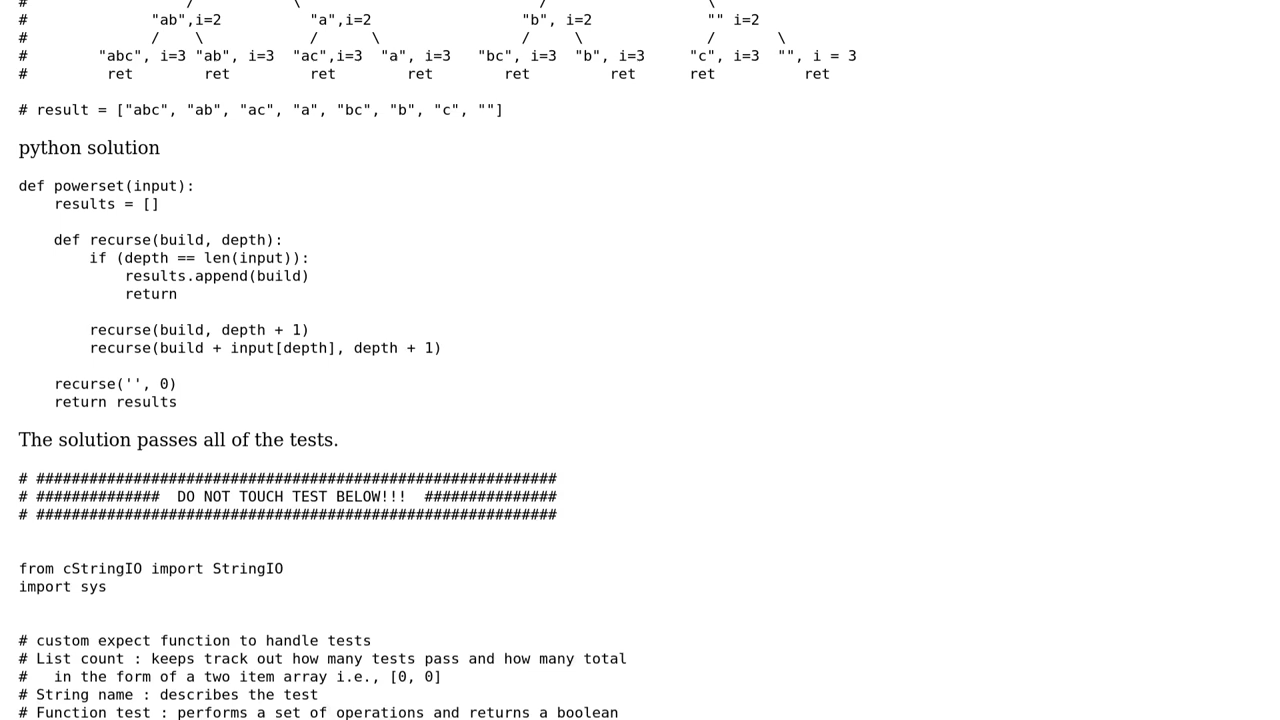 #                  /           \                           /                  \
#              "ab",i=2          "a",i=2                 "b", i=2             "" i=2
#              /    \            /      \                /     \              /       \
#        "abc", i=3 "ab", i=3  "ac",i=3  "a", i=3   "bc", i=3  "b", i=3     "c", i=3  "", i = 3
#         ret        ret         ret        ret        ret         ret      ret          ret

# result = ["abc", "ab", "ac", "a", "bc", "b", "c", ""]
python solution
def powerset(input):
    results = []

    def recurse(build, depth):
        if (depth == len(input)):
            results.append(build)
            return

        recurse(build, depth + 1)
        recurse(build + input[depth], depth + 1)

    recurse('', 0)
    return results
The solution passes all of the tests.
# ###########################################################
# ##############  DO NOT TOUCH TEST BELOW!!!  ###############
# ###########################################################


from cStringIO import StringIO
import sys


# custom expect function to handle tests
# List count : keeps track out how many tests pass and how many total
#   in the form of a two item array i.e., [0, 0]
# String name : describes the test
# Function test : performs a set of operations and returns a boolean